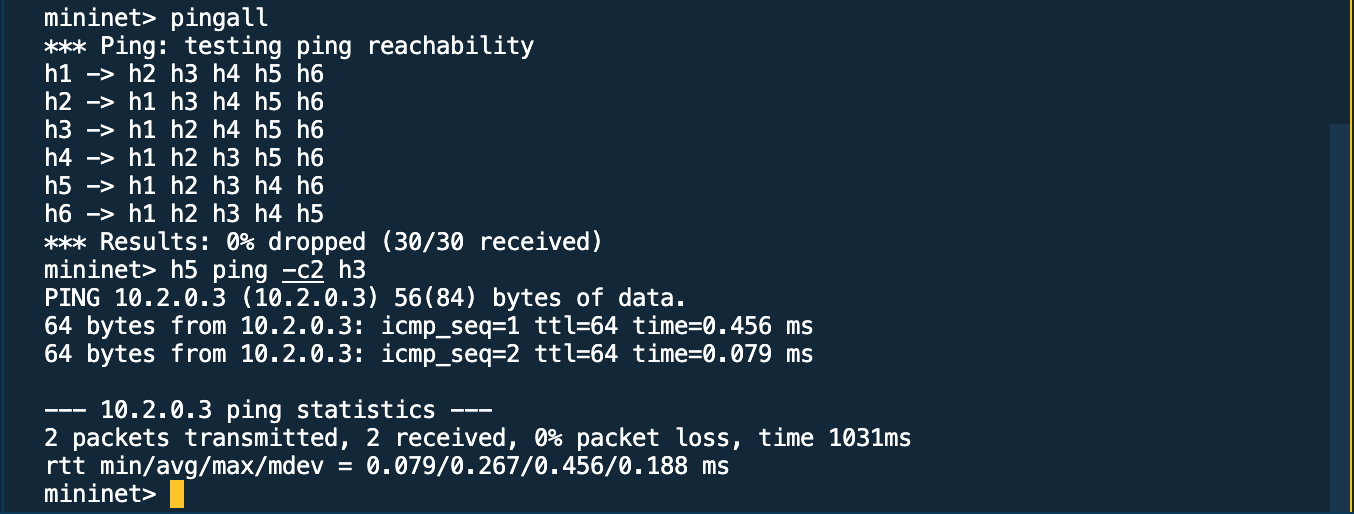 mininet> pingall
*** Ping: testing ping reachability
h1 -> h2 h3 h4 h5 h6
h2 -> h1 h3 h4 h5 h6
h3 -> h1 h2 h4 h5 h6
h4 -> h1 h2 h3 h5 h6
h5 -> h1 h2 h3 h4 h6
h6 -> h1 h2 h3 h4 h5
*** Results: 0% dropped (30/30 received)
mininet> h5 ping -c2 h3
PING 10.2.0.3 (10.2.0.3) 56(84) bytes of data.
64 bytes from 10.2.0.3: icmp_seq=1 ttl=64 time=0.456 ms
64 bytes from 10.2.0.3: icmp_seq=2 ttl=64 time=0.079 ms

--- 10.2.0.3 ping statistics ---
2 packets transmitted, 2 received, 0% packet loss, time 1031ms
rtt min/avg/max/mdev = 0.079/0.267/0.456/0.188 ms
mininet>